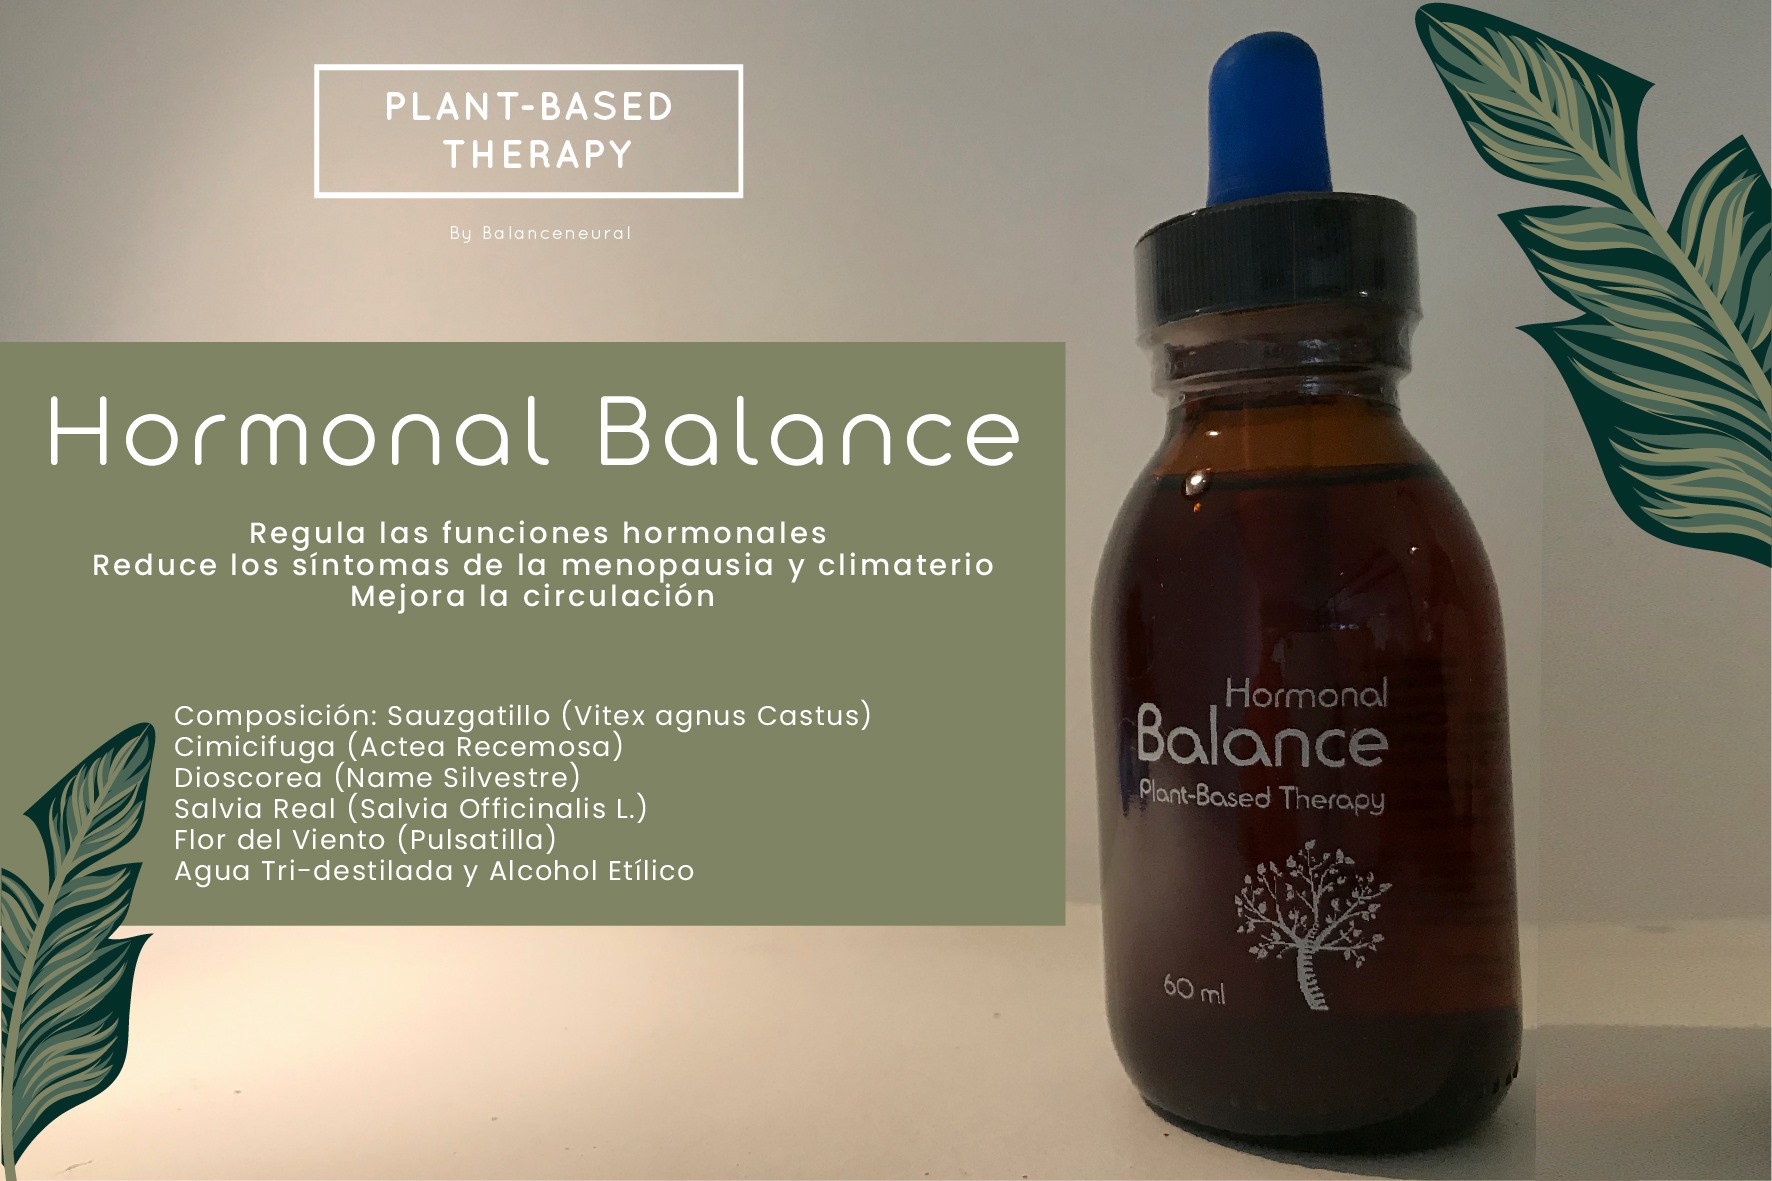 PLANT-BASED
THERAPY
By Balanceneural
Hormonal Balance
Regula las funciones hormonales
Reduce los síntomas de la menopausia y climaterio
Mejora la circulación
Composición: Sauzgatillo (Vitex agnus Castus)
Cimicifuga (Actea Recemosa)
Dioscorea (Name Silvestre)
Salvia Real (Salvia Officinalis L.)
Flor del Viento (Pulsatilla)
Agua Tri-destilada y Alcohol Etílico
Hormonal
Balance
Plant-Based Therapy
60 ml